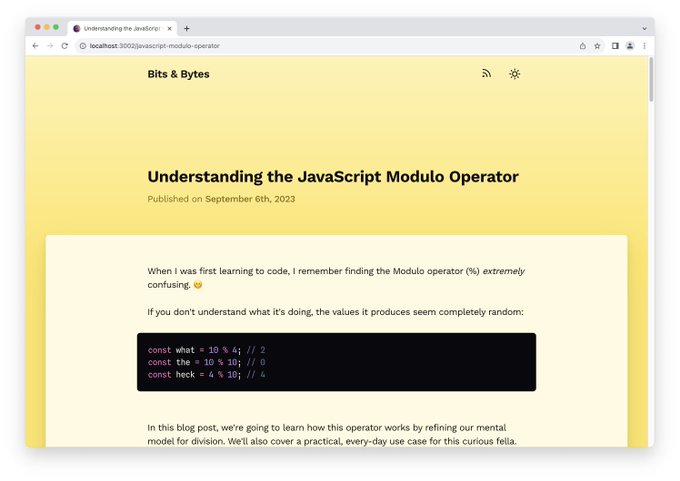 Understanding the JavaScript
localhost:3002/javascript-modulo-operator
Bits & Bytes
Understanding the JavaScript Modulo Operator
Published on September 6th, 2023
When I was first learning to code, I remember finding the Modulo operator (%) extremely
confusing. 😅
If you don't understand what it's doing, the values it produces seem completely random:
const what = 10 % 4; // 2
const the = 10 % 10; // 0
const heck = 4 % 10; // 4
In this blog post, we're going to learn how this operator works by refining our mental
model for division. We'll also cover a practical, every-day use case for this curious fella.